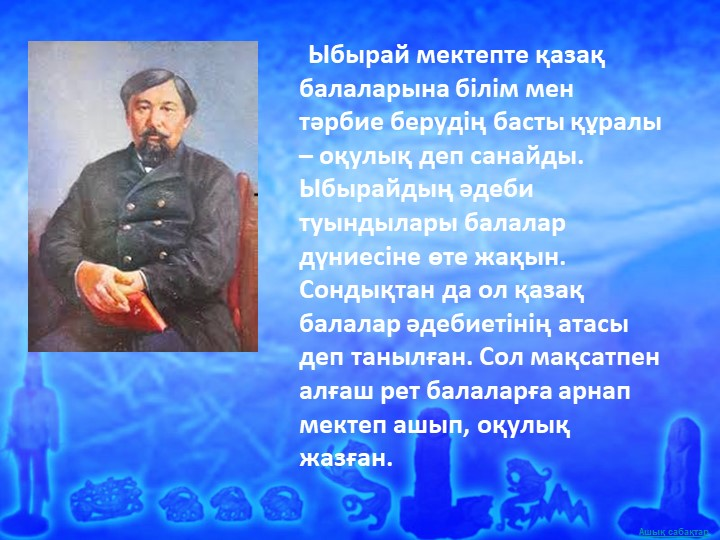 Ыбырай мектепте қазақ
балаларына білім мен
тәрбие берудің басты құралы
– оқулық деп санайды.
Ыбырайдың әдеби
туындылары балалар
дүниесіне өте жақын.
Сондықтан да ол қазақ
балалар әдебиетінің атасы
деп танылған. Сол мақсатпен
алғаш рет балаларға арнап
мектеп ашып, оқулық
жазған.
Ашық сабақтар